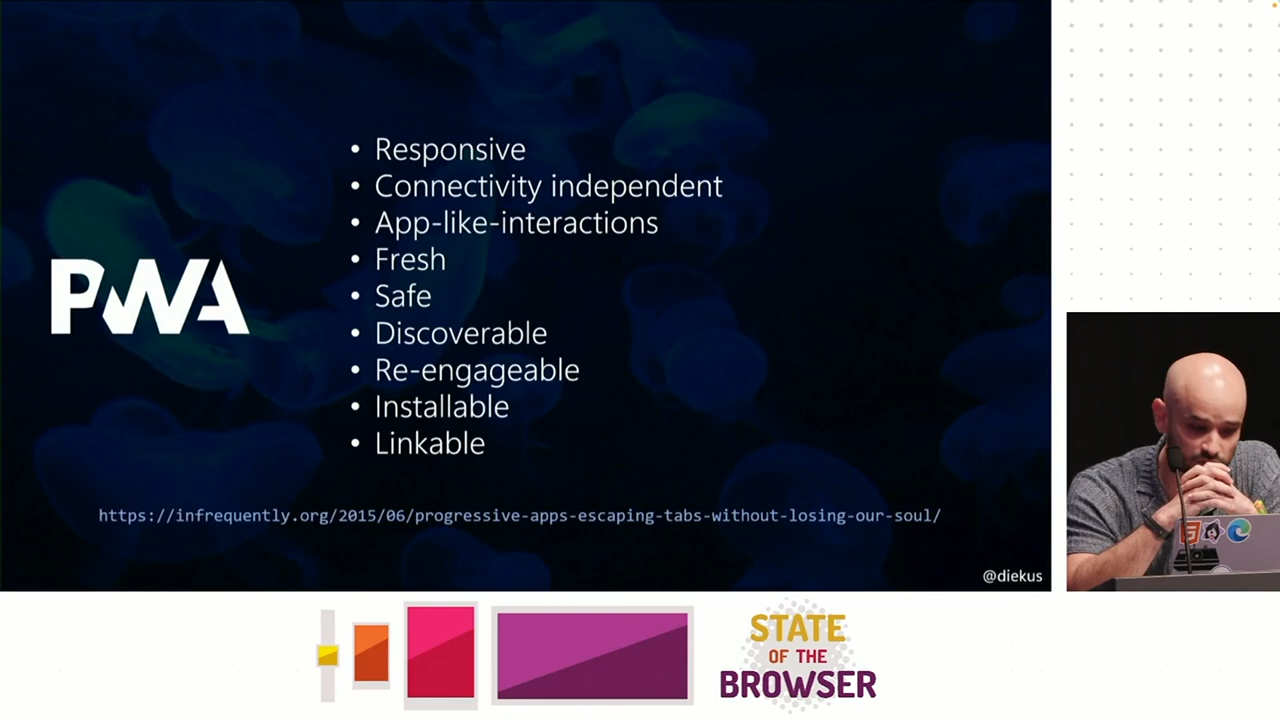 PWA
• Responsive
• Connectivity independent
• App-like-interactions
• Fresh
• Safe
• Discoverable
• Re-engageable
• Installable
• Linkable
https://infrequently.org/2015/06/progressive-apps-escaping-tabs-without-losing-our-soul/
@diekus
STATE
OF THE
BROWSER